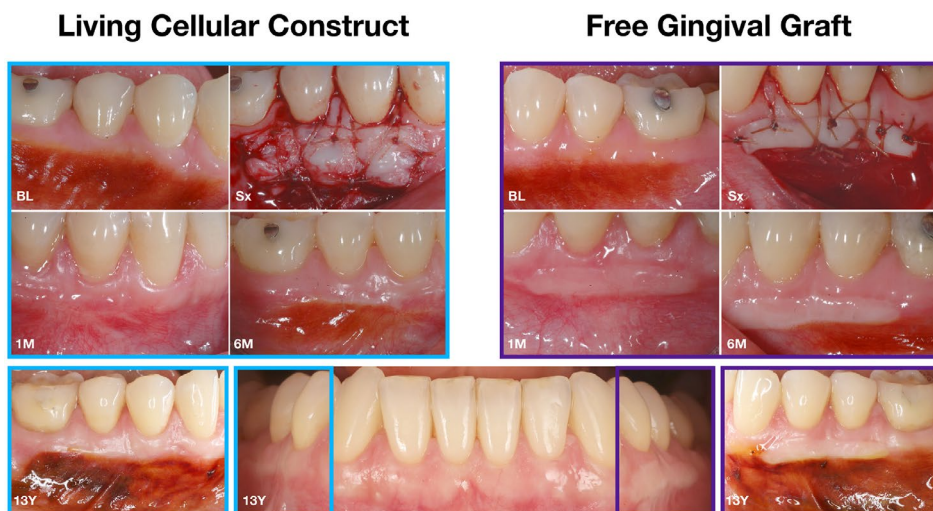 Living Cellular Construct
Free Gingival Graft
BL
Sx
BL
Sx
1M
6M
1M
6M
13Y
13Y
13Y